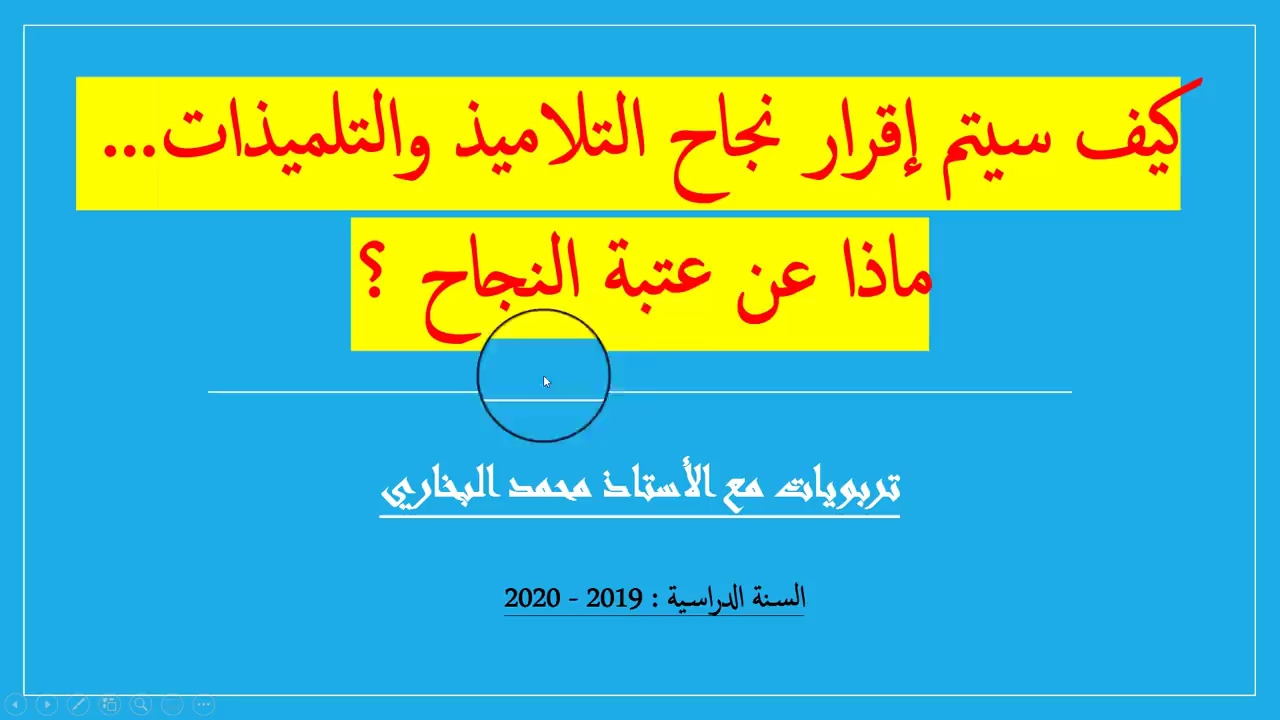 كيف سيتم إقرار نجاح التلاميذ والتلميذات...
ماذا عن عتبة النجاح ؟
تربويات مع الأستاذ محمد البخاري
السنة الدراسية : 2019 - 2020